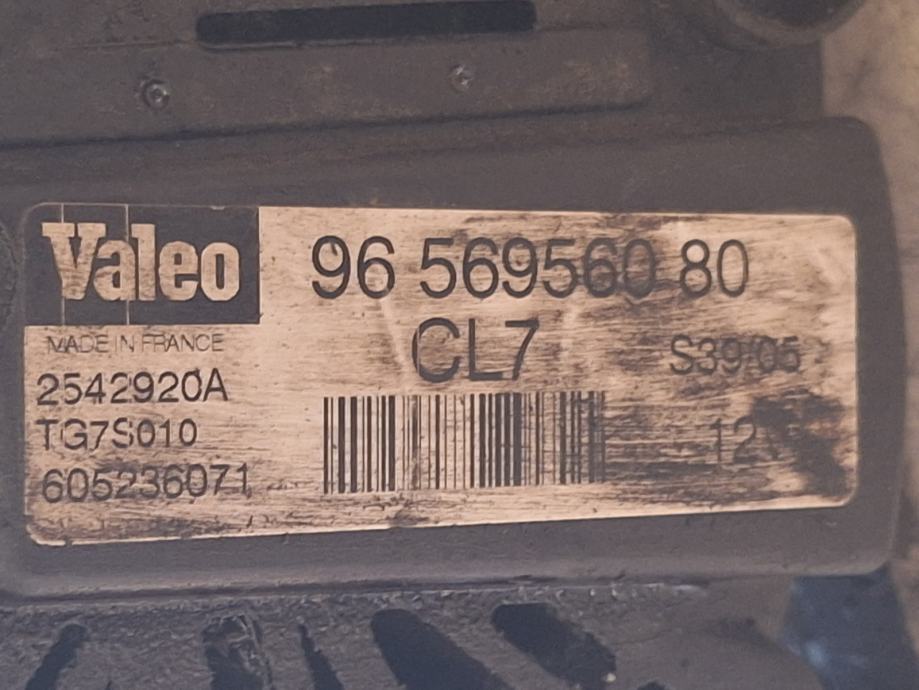 Valeo
96 569560 80
CL7
MADE IN FRANCE
S39/05
2542920A
TG7S010
605236071